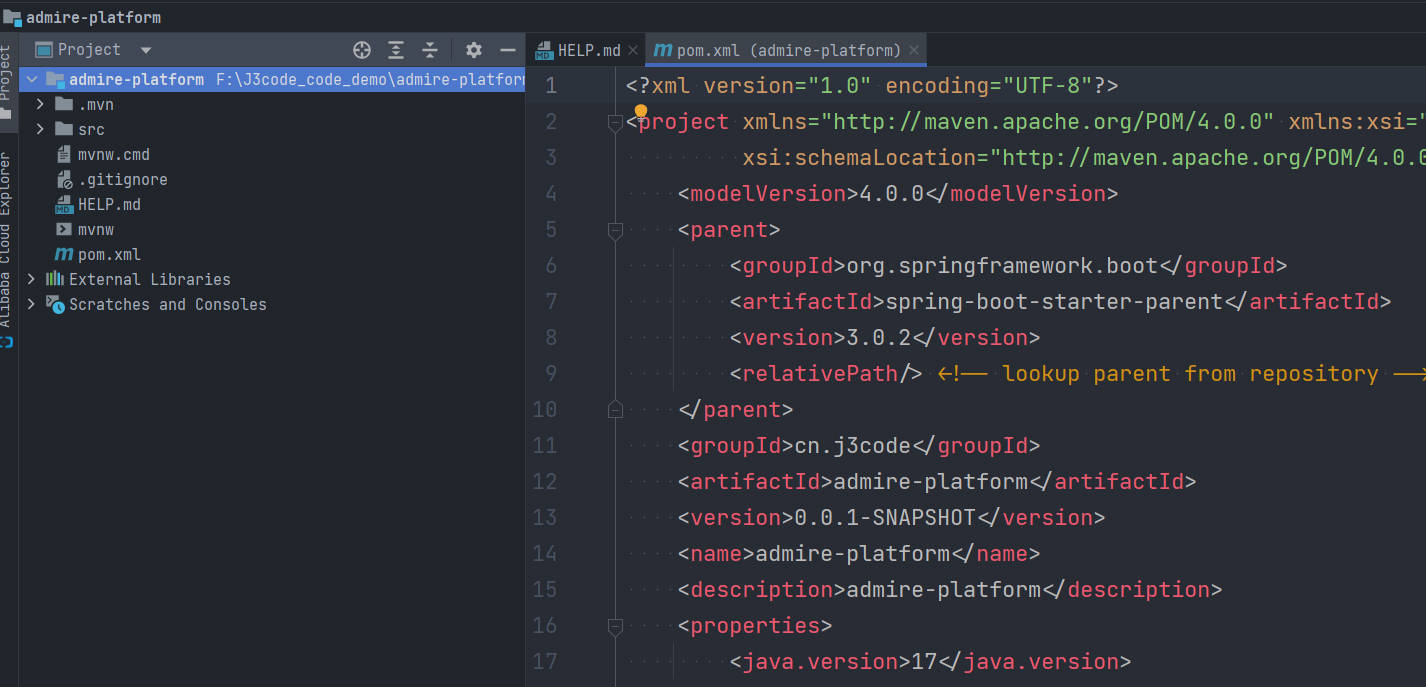 admire-platform
Project
HELP.md
pom.xml (admire-platform)
Project
Explorer
Alibaba Cloud
admire-platform F:\J3code_code_demo\admire-platform
.mvn
src
mvnw.cmd
.gitignore
HELP.md
mvnw
pom.xml
External Libraries
Scratches and Consoles
1 <?xml version="1.0" encoding="UTF-8"?>
2 <project xmlns="http://maven.apache.org/POM/4.0.0" xmlns:xsi="
3 xsi:schemaLocation="http://maven.apache.org/POM/4.0.0
4 <modelVersion>4.0.0</modelVersion>
5 <parent>
6 <groupId>org.springframework.boot</groupId>
7 <artifactId>spring-boot-starter-parent</artifactId>
8 <version>3.0.2</version>
9 <relativePath/> <!-- lookup parent from repository -->
10 </parent>
11 <groupId>cn.j3code</groupId>
12 <artifactId>admire-platform</artifactId>
13 <version>0.0.1-SNAPSHOT</version>
14 <name>admire-platform</name>
15 <description>admire-platform</description>
16 <properties>
17 <java.version>17</java.version>